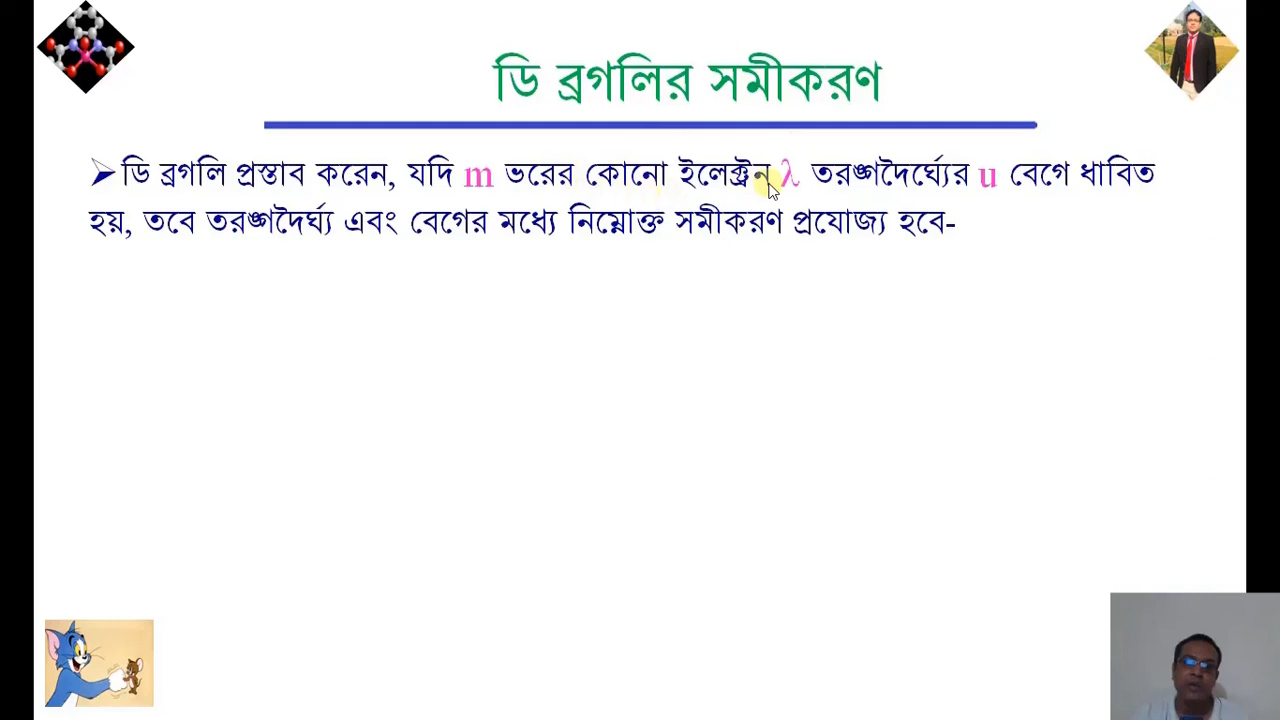 ডি ব্রগলির সমীকরণ
ডি ব্রগলি প্রস্তাব করেন, যদি m ভরের কোনো ইলেক্ট্রন λ তরঙ্গদৈর্ঘ্যের u বেগে ধাবিত
হয়, তবে তরঙ্গদৈর্ঘ্য এবং বেগের মধ্যে নিম্নোক্ত সমীকরণ প্রযোজ্য হবে-